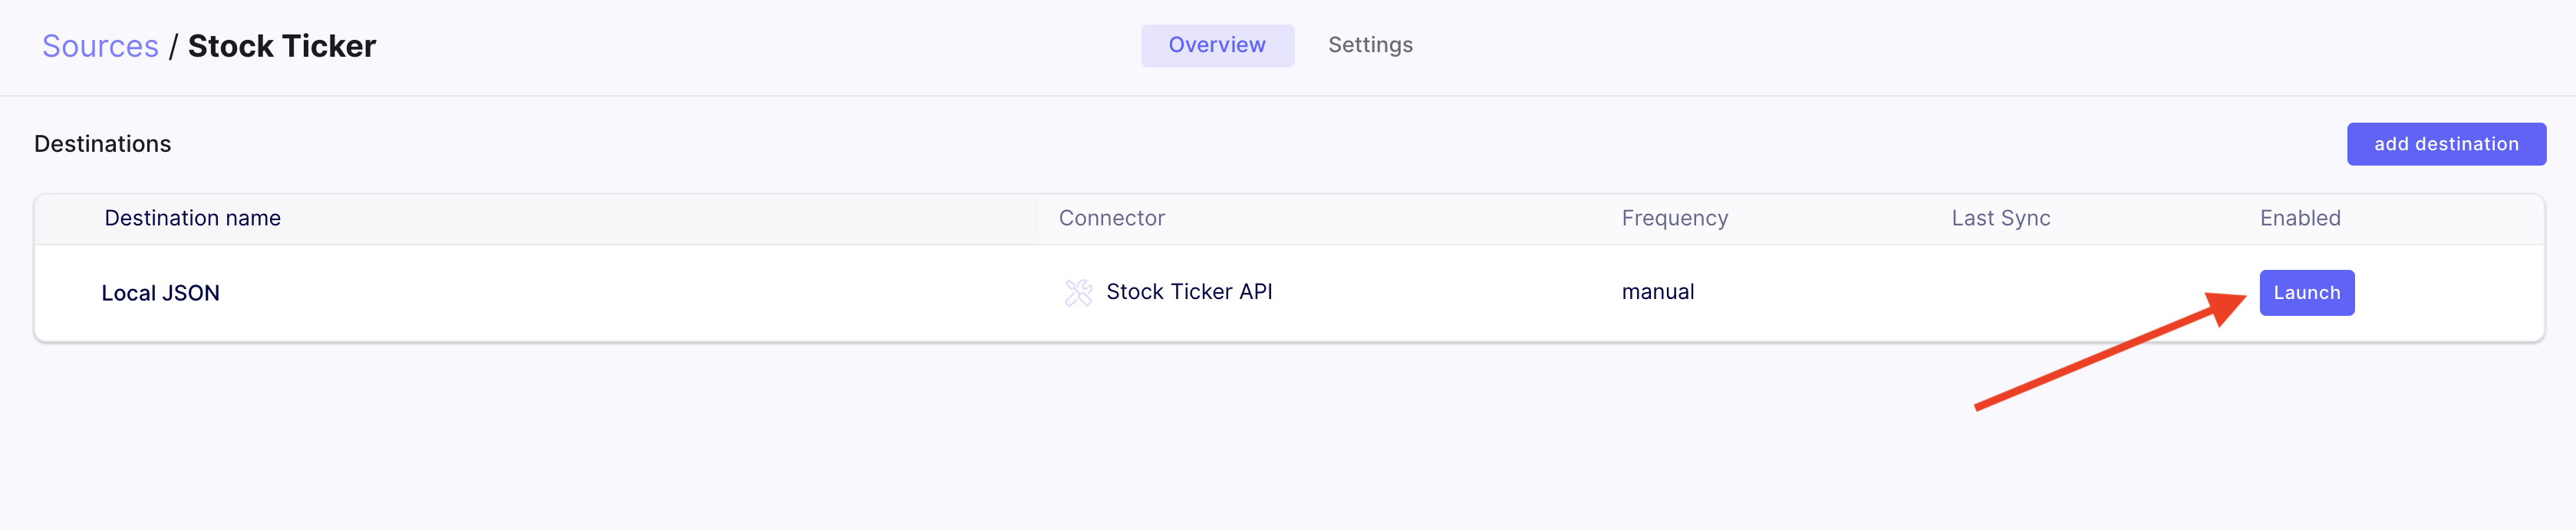 Sources / Stock Ticker
Overview
Settings
Destinations
add destination
Destination name
Connector
Frequency
Last Sync
Enabled
Local JSON
Stock Ticker API
manual
Launch